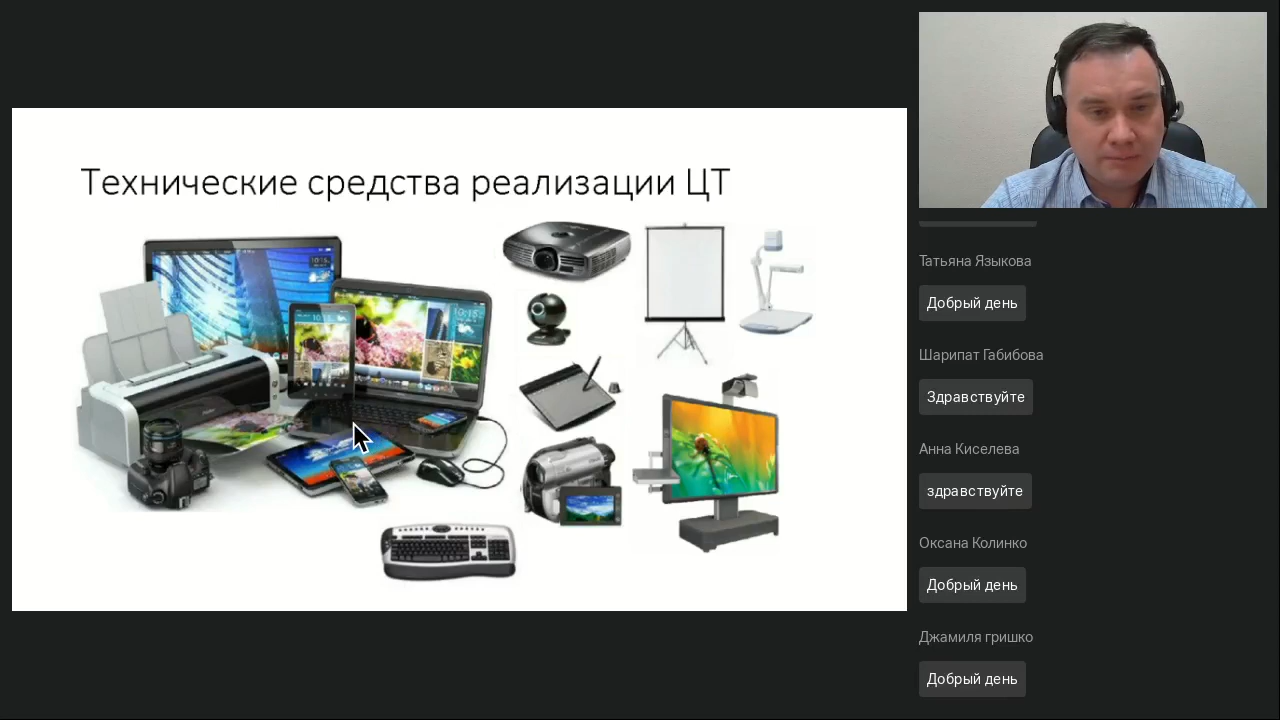 Технические средства реализации ЦТ
Татьяна Языкова
Добрый день
Шарипат Габибова
Здравствуйте
Анна Киселева
здравствуйте
Оксана Колинко
Добрый день
Джамиля гришко
Добрый день